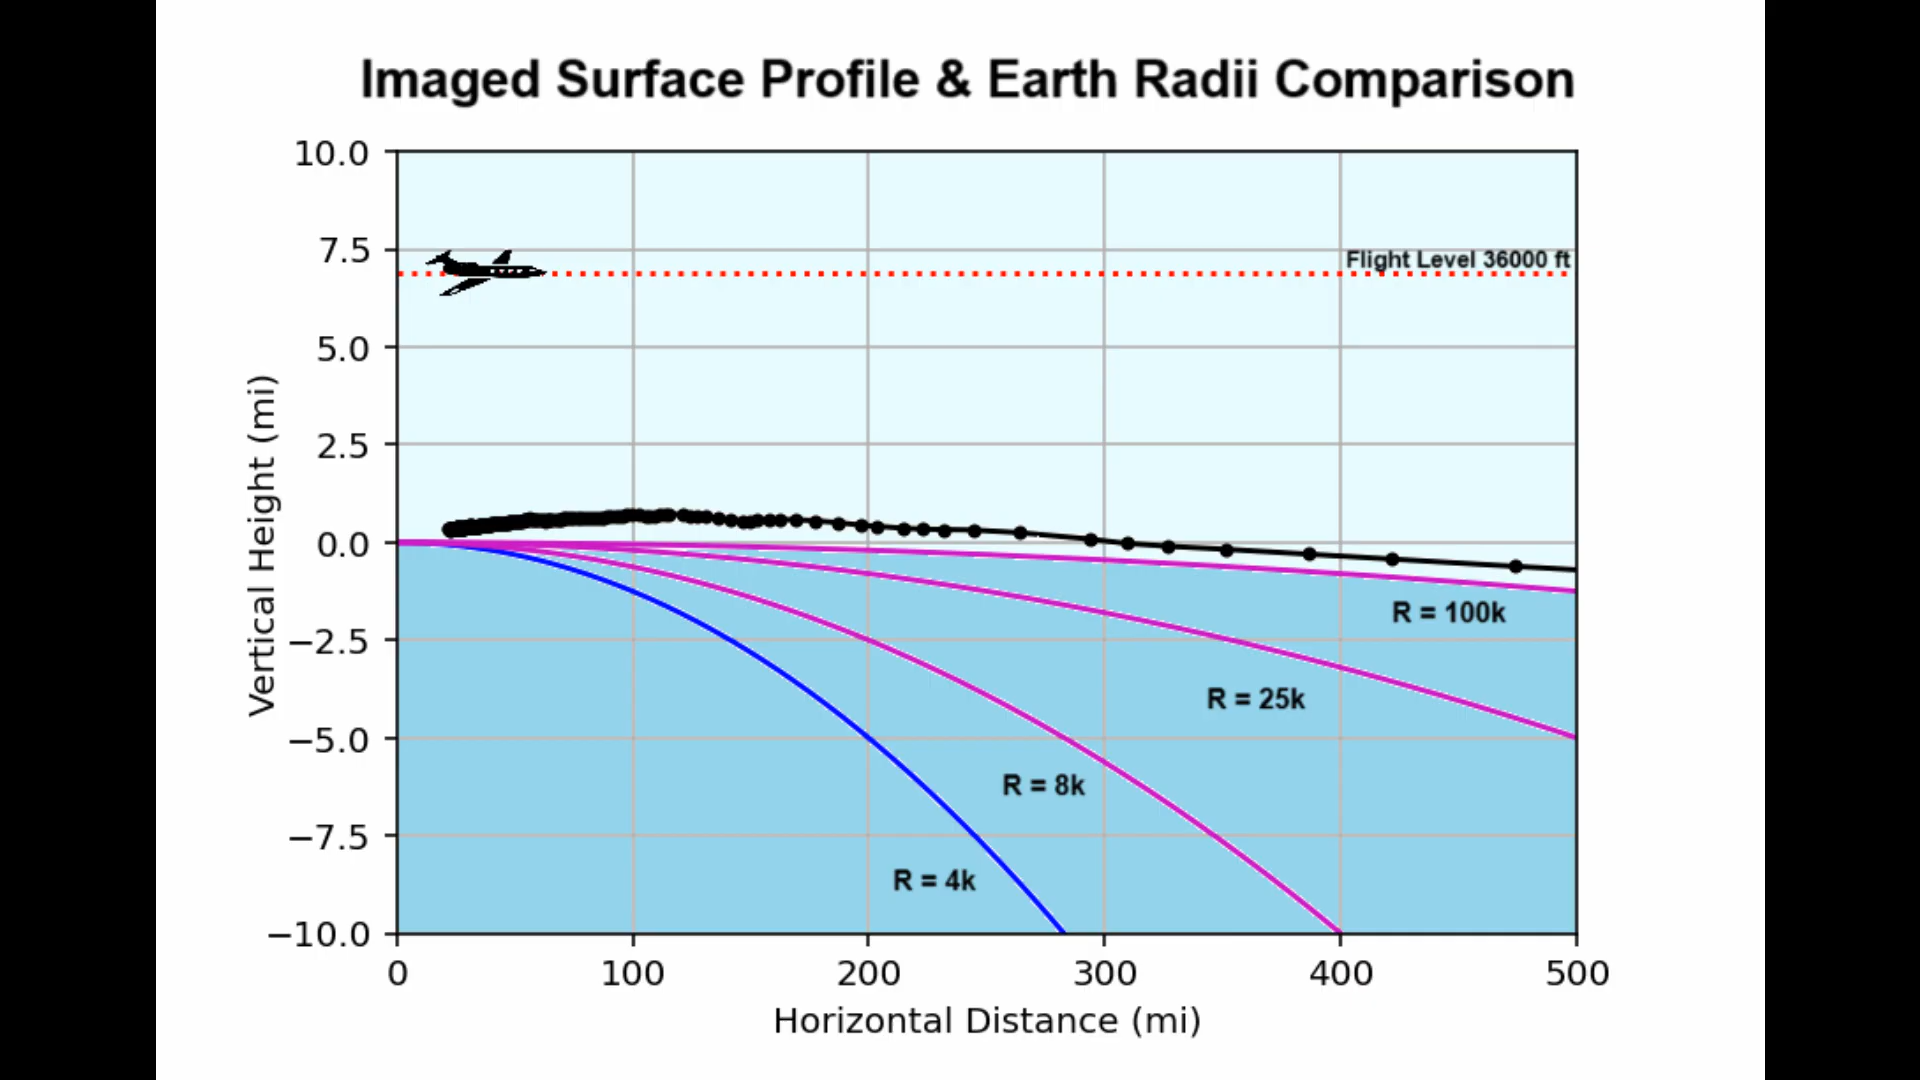 Imaged Surface Profile & Earth Radii Comparison
10.0
7.5
Flight Level 36000 ft
5.0
2.5
0.0
−2.5
−5.0
−7.5
−10.0
Vertical Height (mi)
R = 100k
R = 25k
R = 8k
R = 4k
0 100 200 300 400 500
Horizontal Distance (mi)